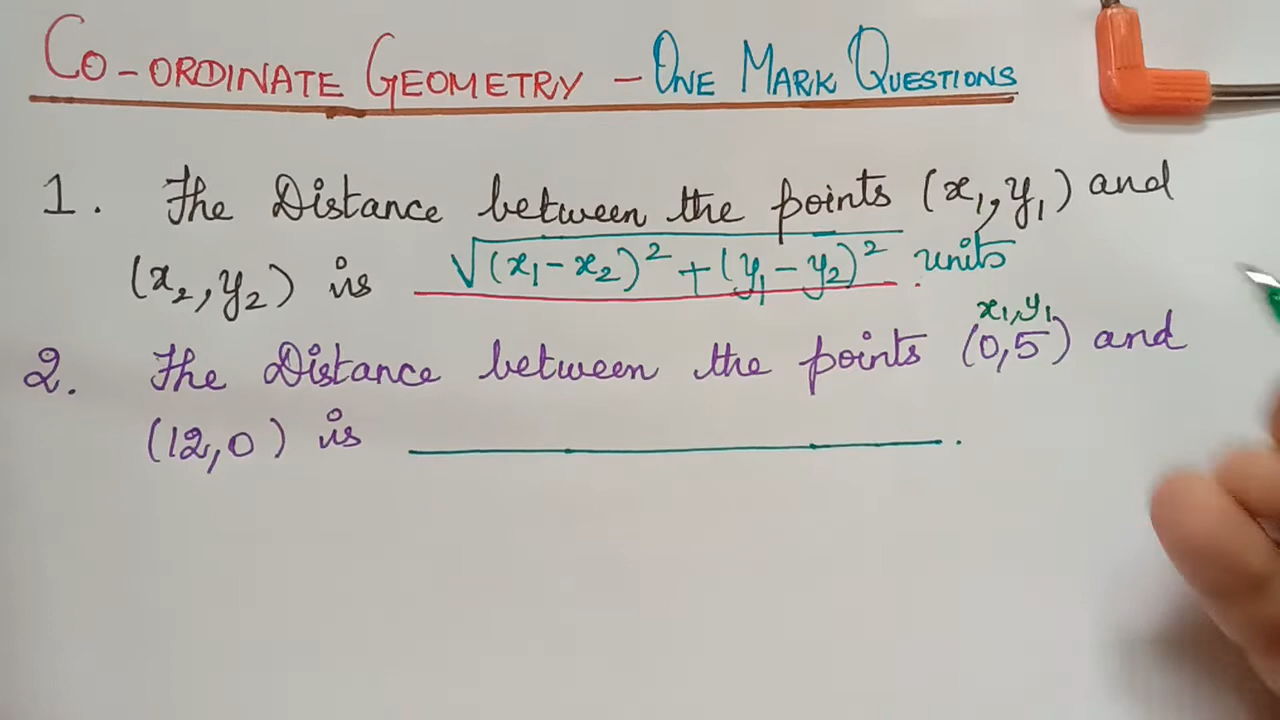 CO-ORDINATE GEOMETRY - ONE MARK QUESTIONS
1. The Distance between the points (x₁,y₁) and
(x₂,y₂) is √(x₁-x₂)²+(y₁-y₂)² units.
x₁,y₁
2. The Distance between the points (0,5) and
(12,0) is ____________.